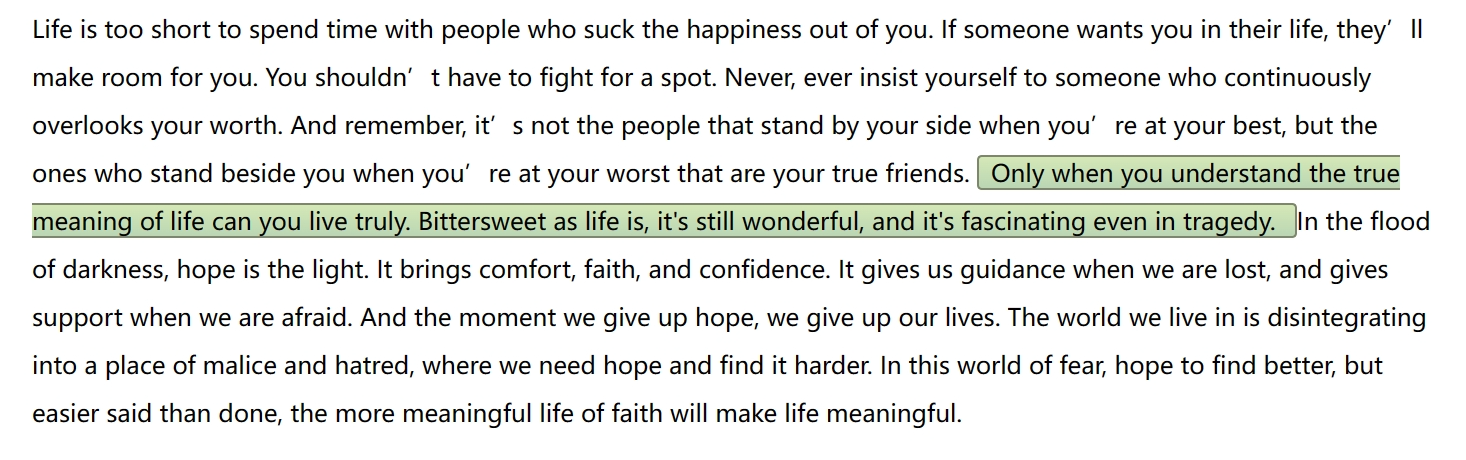 Life is too short to spend time with people who suck the happiness out of you. If someone wants you in their life, they’ ll
make room for you. You shouldn’ t have to fight for a spot. Never, ever insist yourself to someone who continuously
overlooks your worth. And remember, it’ s not the people that stand by your side when you’ re at your best, but the
ones who stand beside you when you’ re at your worst that are your true friends. Only when you understand the true
meaning of life can you live truly. Bittersweet as life is, it's still wonderful, and it's fascinating even in tragedy. In the flood
of darkness, hope is the light. It brings comfort, faith, and confidence. It gives us guidance when we are lost, and gives
support when we are afraid. And the moment we give up hope, we give up our lives. The world we live in is disintegrating
into a place of malice and hatred, where we need hope and find it harder. In this world of fear, hope to find better, but
easier said than done, the more meaningful life of faith will make life meaningful.